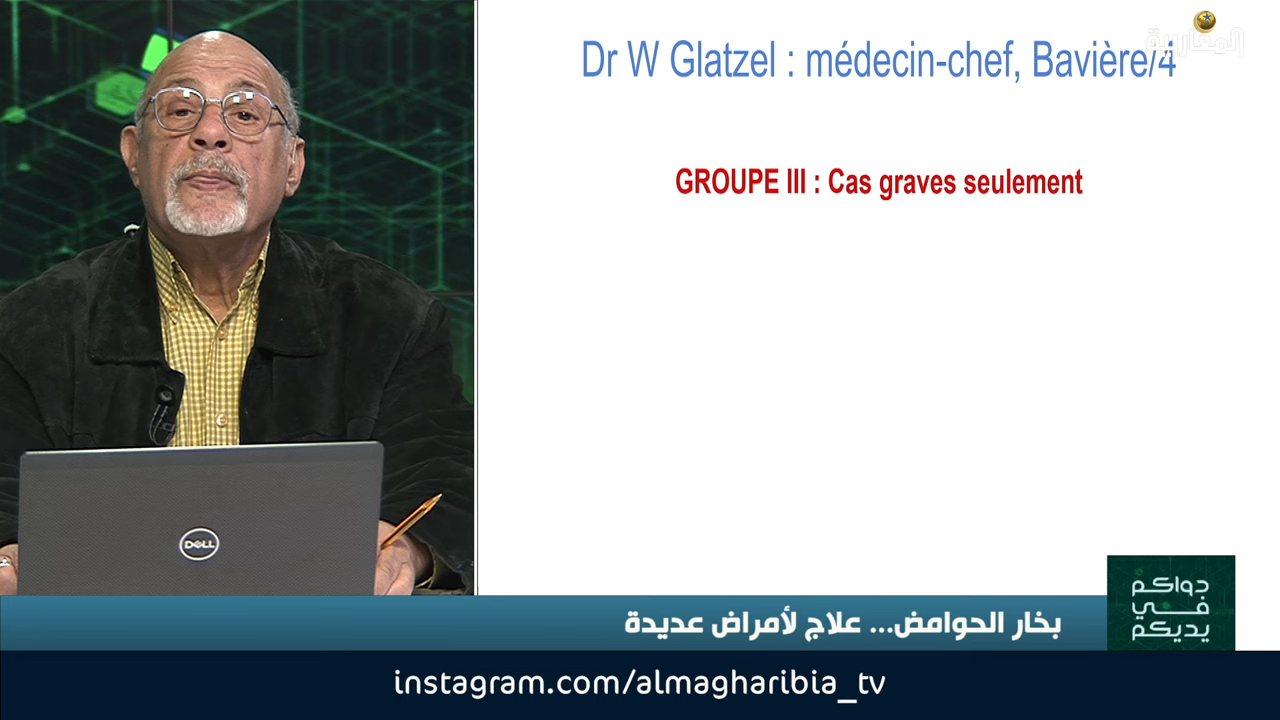 المغاربية
Dr W Glatzel : médecin-chef, Bavière/4
GROUPE III : Cas graves seulement
DELL
دواكم
في
يديكم
بخار الحوامض... علاج لأمراض عديدة
instagram.com/almagharibia_tv